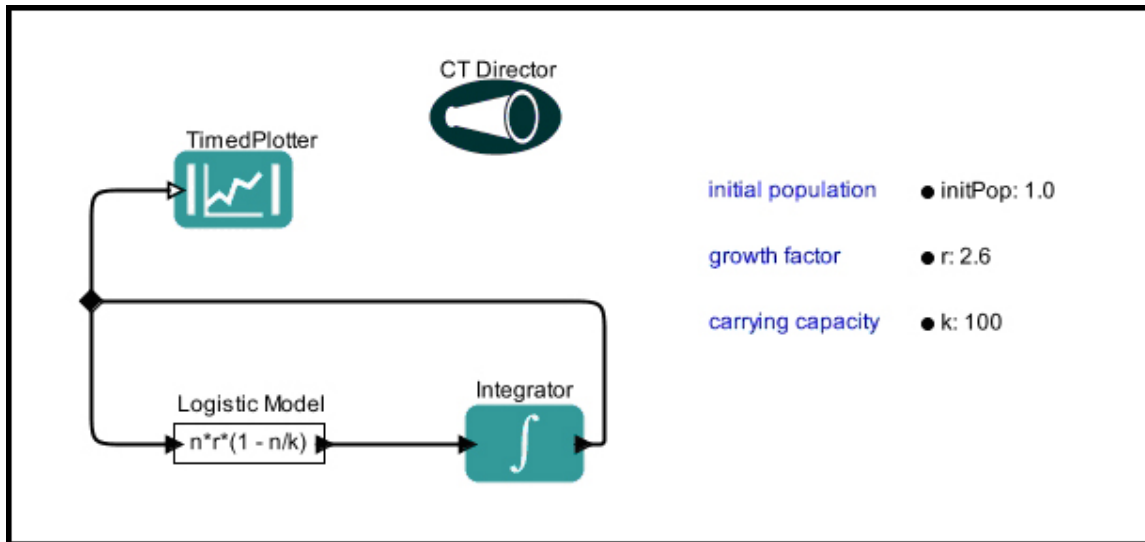 CT Director
TimedPlotter
initial population ● initPop: 1.0
growth factor ● r: 2.6
carrying capacity ● k: 100
Integrator
Logistic Model
n*r*(1 - n/k)
∫